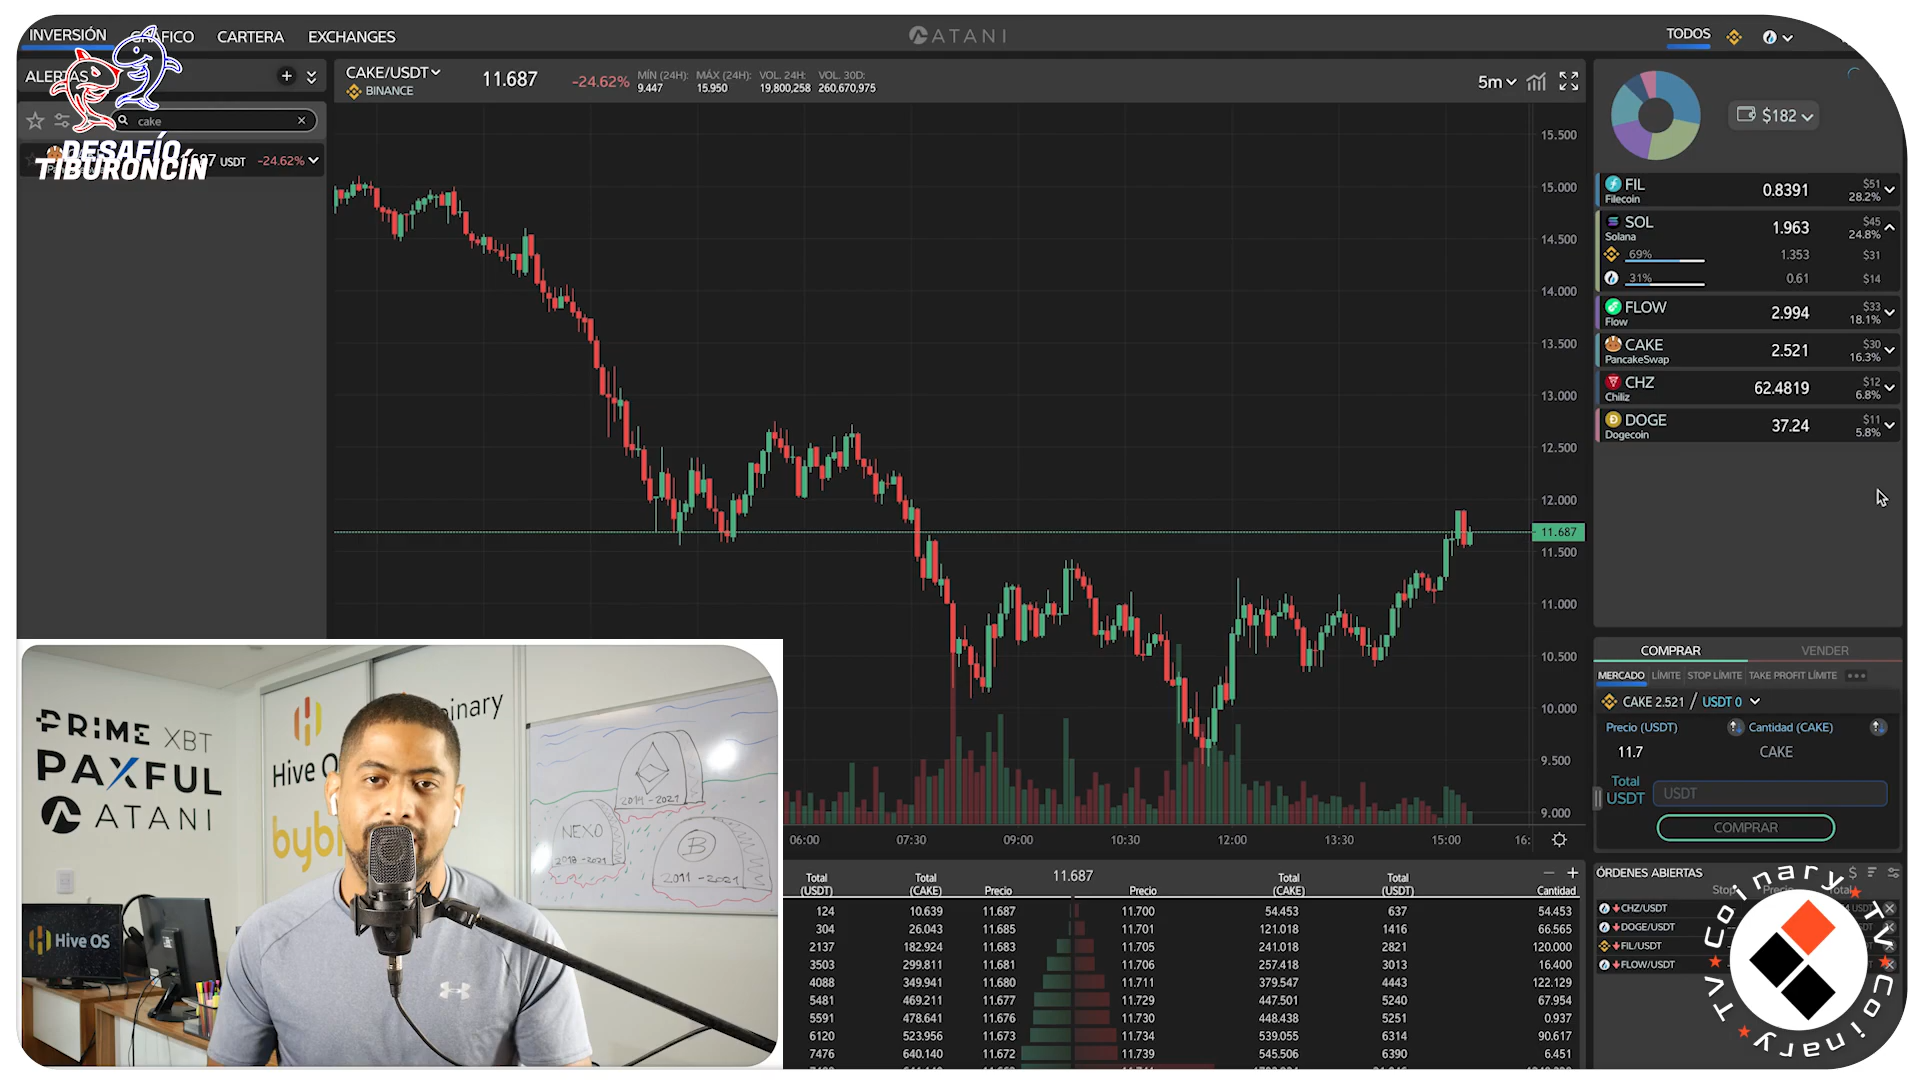 INVERSIÓN GRÁFICO CARTERA EXCHANGES
ATANI
TODOS
ALERTAS
cake
DESAFÍO
TIBURONCÍN
USDT -24.62%
CAKE/USDT
BINANCE
11.687 -24.62%
MÍN (24H): MÁX (24H): VOL. 24H: VOL. 30D:
9.447 15.950 19,800,258 260,670,975
5m
15.500
15.000
14.500
14.000
13.500
13.000
12.500
12.000
11.687
11.500
11.000
10.500
10.000
9.500
9.000
06:00 07:30 09:00 10:30 12:00 13:30 15:00 16:
$182
FIL 0.8391 $51
Filecoin 28.2%
SOL 1.963 $45
Solana 24.8%
69% 1.353 $31
31% 0.61 $14
FLOW 2.994 $33
Flow 18.1%
CAKE 2.521 $30
PancakeSwap 16.3%
CHZ 62.4819 $12
Chiliz 6.8%
DOGE 37.24 $11
Dogecoin 5.8%
COMPRAR VENDER
MERCADO LÍMITE STOP LÍMITE TAKE PROFIT LÍMITE
CAKE 2.521 / USDT 0
Precio (USDT) Cantidad (CAKE)
11.7 CAKE
Total
USDT USDT
COMPRAR
ÓRDENES ABIERTAS $
Stop Precio Total
CHZ/USDT
DOGE/USDT
FIL/USDT
FLOW/USDT
Coinary TV Coinary TV
11.687
Total Total Total Total
(USDT) (CAKE) Precio Precio (CAKE) (USDT) Cantidad
124 10.639 11.687 11.700 54.453 637 54.453
304 26.043 11.685 11.701 121.018 1416 66.565
2137 182.924 11.683 11.705 241.018 2821 120.000
3503 299.811 11.681 11.706 257.418 3013 16.400
4088 349.941 11.680 11.711 379.547 4443 122.129
5481 469.211 11.677 11.729 447.501 5240 67.954
5591 478.641 11.676 11.730 448.438 5251 0.937
6120 523.956 11.673 11.734 539.055 6314 90.617
7476 640.140 11.672 11.739 545.506 6390 6.451
PRIME XBT
PAXFUL
ATANI
Hive O
bybi
inary
2014-2021
NEXO
2018-2021
B
2011-2021
Hive OS